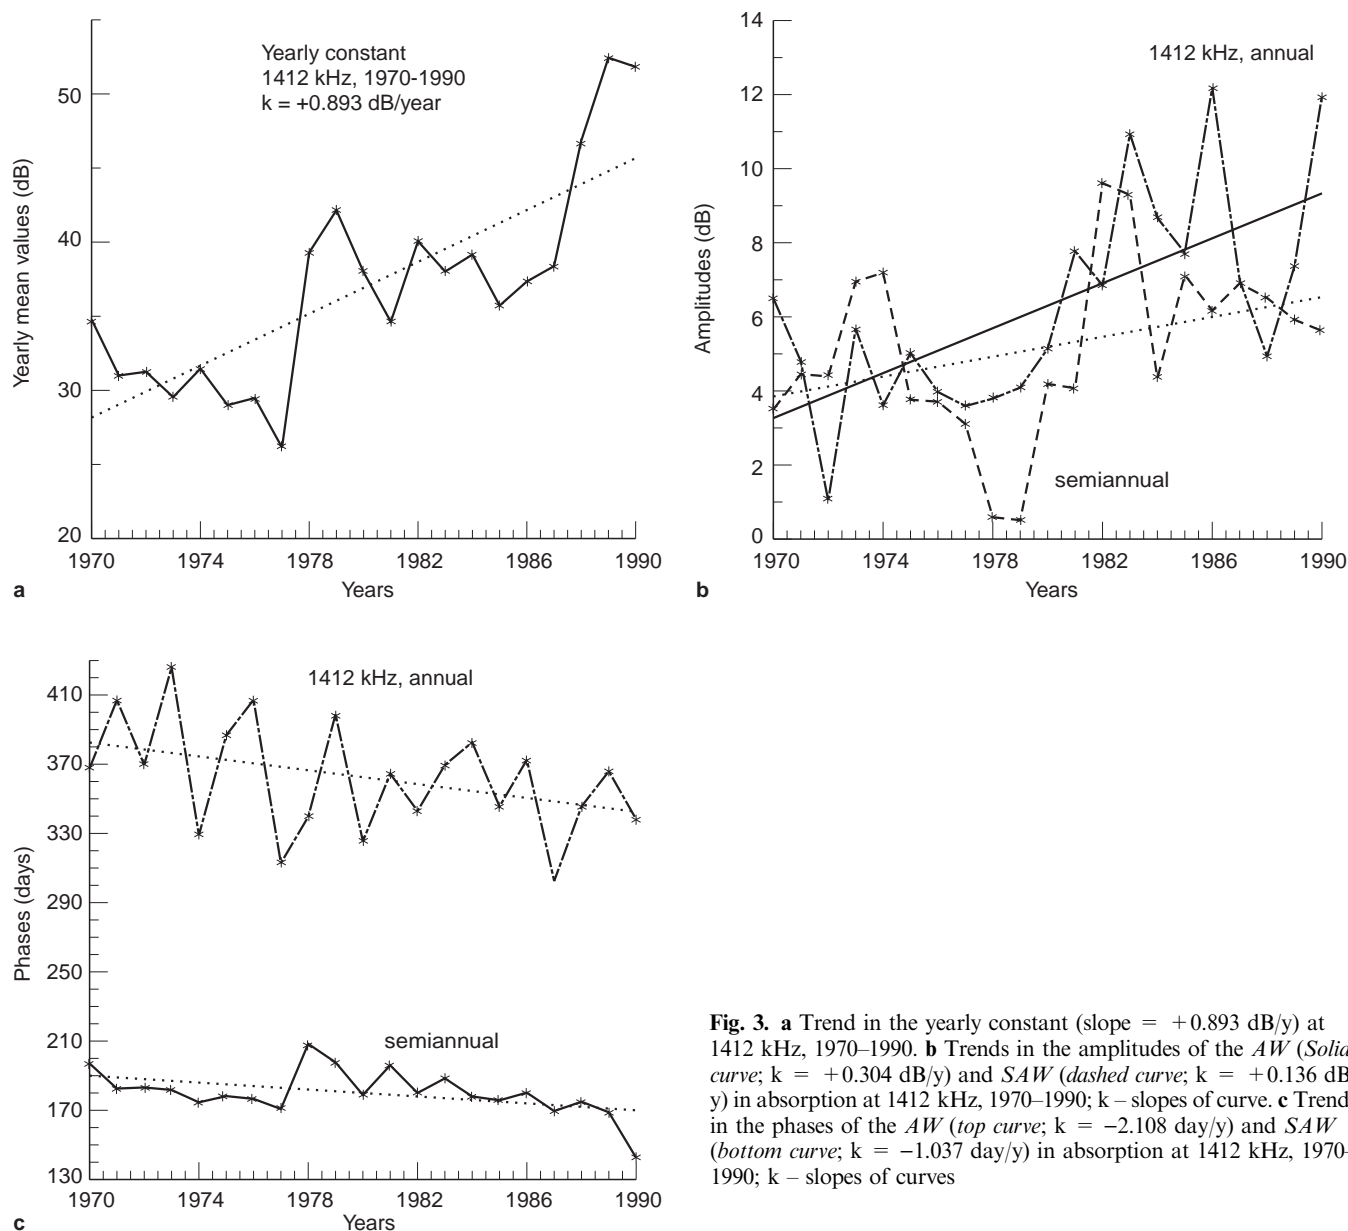 Yearly constant
1412 kHz, 1970-1990
k = +0.893 dB/year
50
40
30
20
Yearly mean values (dB)
1970 1974 1978 1982 1986 1990
Years
a
1412 kHz, annual
14
12
10
8
6
4
2
0
Amplitudes (dB)
semiannual
1970 1974 1978 1982 1986 1990
Years
b
1412 kHz, annual
410
370
330
290
250
210
170
130
Phases (days)
semiannual
1970 1974 1978 1982 1986 1990
Years
c
Fig. 3. a Trend in the yearly constant (slope = +0.893 dB/y) at
1412 kHz, 1970–1990. b Trends in the amplitudes of the AW (Solid
curve; k = +0.304 dB/y) and SAW (dashed curve; k = +0.136 dB
y) in absorption at 1412 kHz, 1970–1990; k – slopes of curve. c Trend
in the phases of the AW (top curve; k = −2.108 day/y) and SAW
(bottom curve; k = −1.037 day/y) in absorption at 1412 kHz, 1970–
1990; k – slopes of curves